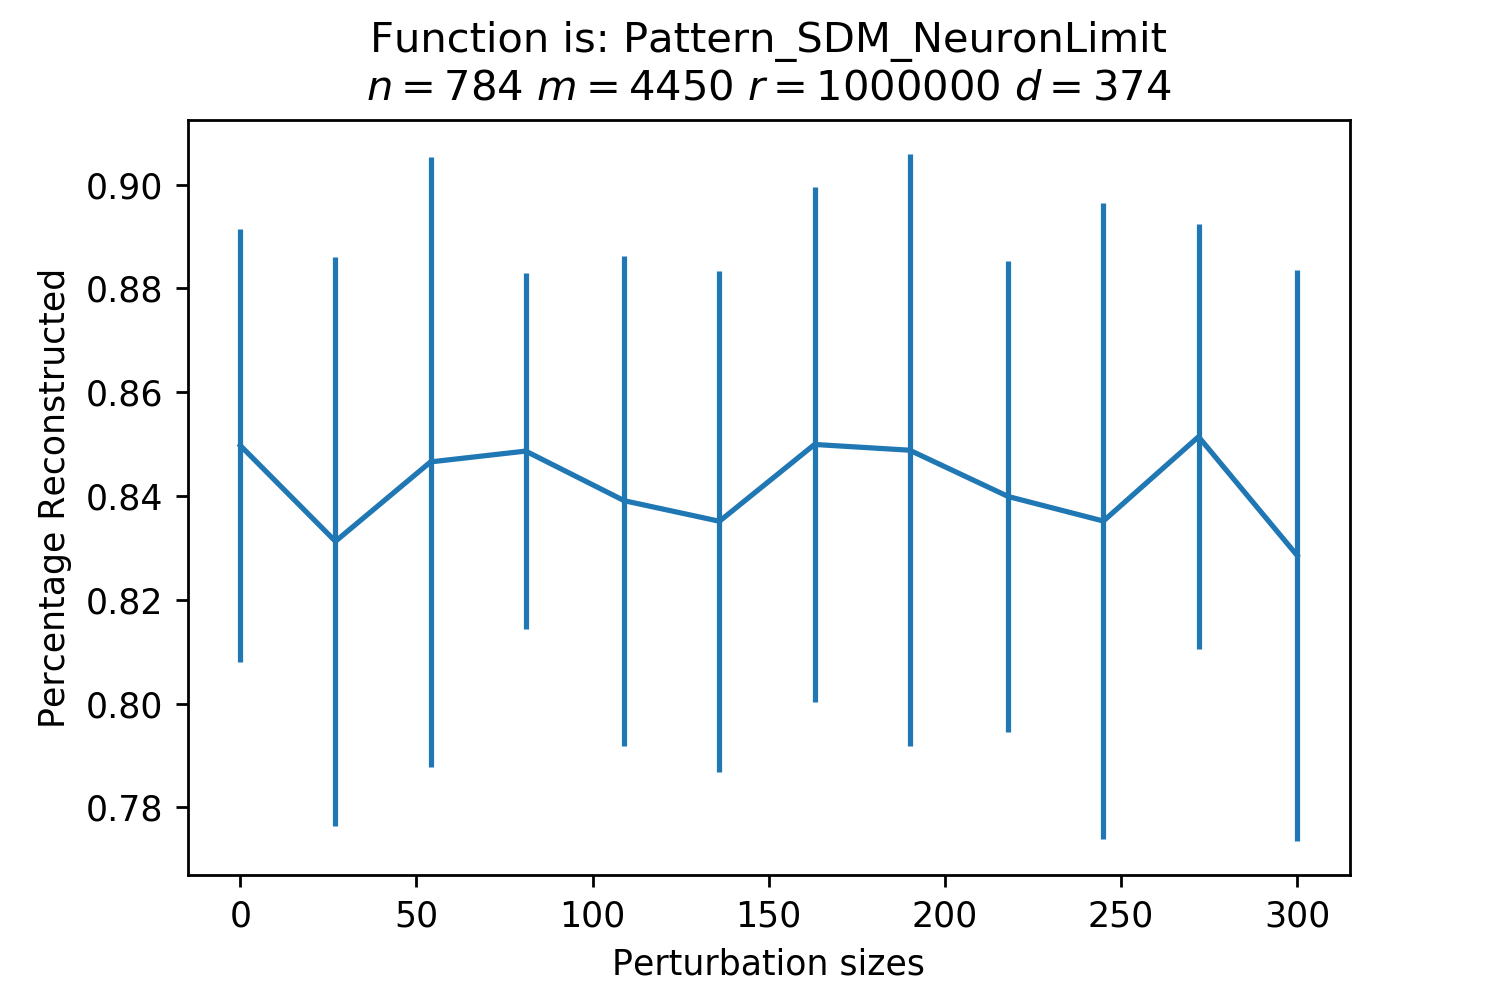 Function is: Pattern_SDM_NeuronLimit
n = 784 m = 4450 r = 1000000 d = 374
0.90
0.88
0.86
0.84
0.82
0.80
0.78
Percentage Reconstructed
0 50 100 150 200 250 300
Perturbation sizes